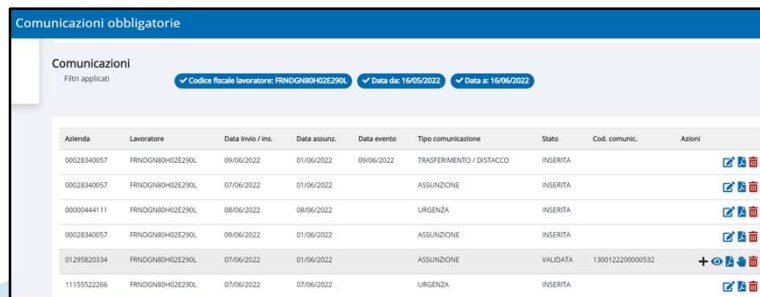 Comunicazioni obbligatorie
Comunicazioni
Filtri applicati
Codice fiscale lavoratore: FRNDGN80H02E290L Data da: 16/05/2022 Data a: 16/06/2022
Azienda Lavoratore Data invio / ins. Data assunz. Data evento Tipo comunicazione Stato Cod. comunic. Azioni
00028340057 FRNDGN80H02E290L 09/06/2022 01/06/2022 09/06/2022 TRASFERIMENTO / DISTACCO INSERITA
00028340057 FRNDGN80H02E290L 07/06/2022 01/06/2022 ASSUNZIONE INSERITA
00000444111 FRNDGN80H02E290L 08/06/2022 08/06/2022 URGENZA INSERITA
00028340057 FRNDGN80H02E290L 09/06/2022 01/06/2022 ASSUNZIONE INSERITA
01295820334 FRNDGN80H02E290L 07/06/2022 01/06/2022 ASSUNZIONE VALIDATA 1300122200000532
11155522266 FRNDGN80H02E290L 07/06/2022 07/06/2022 URGENZA INSERITA